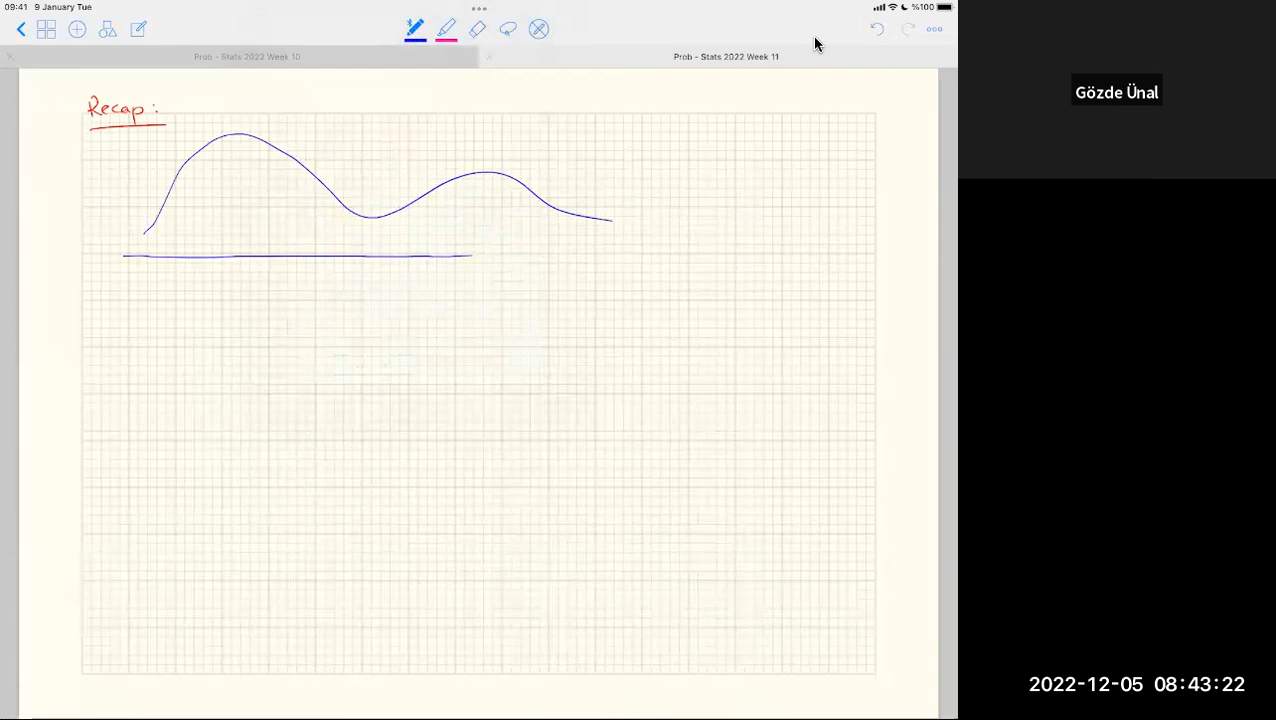 09:41 9 January Tue
%100
Prob - Stats 2022 Week 10
Prob - Stats 2022 Week 11
Recap:
Gözde Ünal
2022-12-05 08:43:22